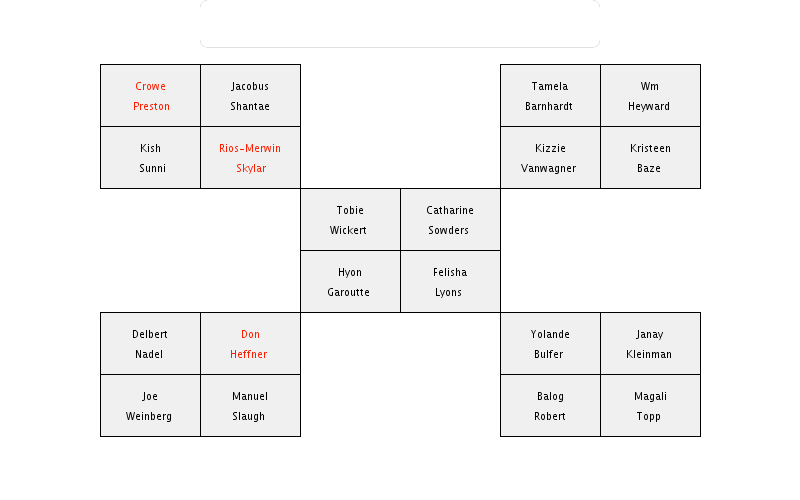 Crowe
Preston
Jacobus
Shantae
Kish
Sunni
Rios-Merwin
Skylar
Tamela
Barnhardt
Wm
Heyward
Kizzie
Vanwagner
Kristeen
Baze
Tobie
Wickert
Catharine
Sowders
Hyon
Garoutte
Felisha
Lyons
Delbert
Nadel
Don
Heffner
Joe
Weinberg
Manuel
Slaugh
Yolande
Bulfer
Janay
Kleinman
Balog
Robert
Magali
Topp